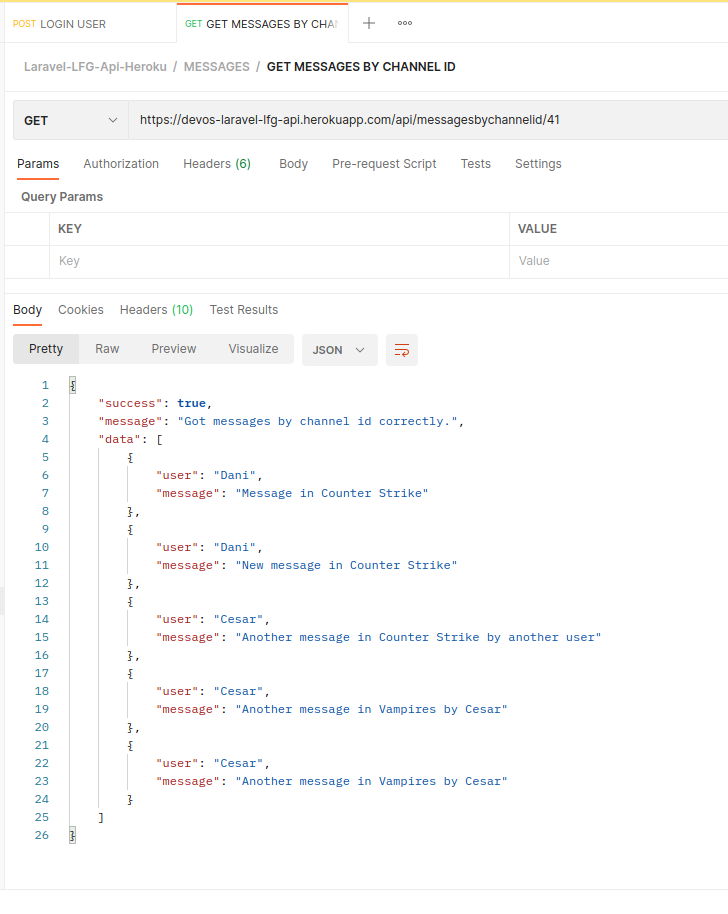 POST LOGIN USER GET GET MESSAGES BY CHA
Laravel-LFG-Api-Heroku / MESSAGES / GET MESSAGES BY CHANNEL ID
GET https://devos-laravel-lfg-api.herokuapp.com/api/messagesbychannelid/41
Params Authorization Headers (6) Body Pre-request Script Tests Settings
Query Params
KEY VALUE
Key Value
Body Cookies Headers (10) Test Results
Pretty Raw Preview Visualize JSON
1 {
2 "success": true,
3 "message": "Got messages by channel id correctly.",
4 "data": [
5 {
6 "user": "Dani",
7 "message": "Message in Counter Strike"
8 },
9 {
10 "user": "Dani",
11 "message": "New message in Counter Strike"
12 },
13 {
14 "user": "Cesar",
15 "message": "Another message in Counter Strike by another user"
16 },
17 {
18 "user": "Cesar",
19 "message": "Another message in Vampires by Cesar"
20 },
21 {
22 "user": "Cesar",
23 "message": "Another message in Vampires by Cesar"
24 }
25 ]
26 }